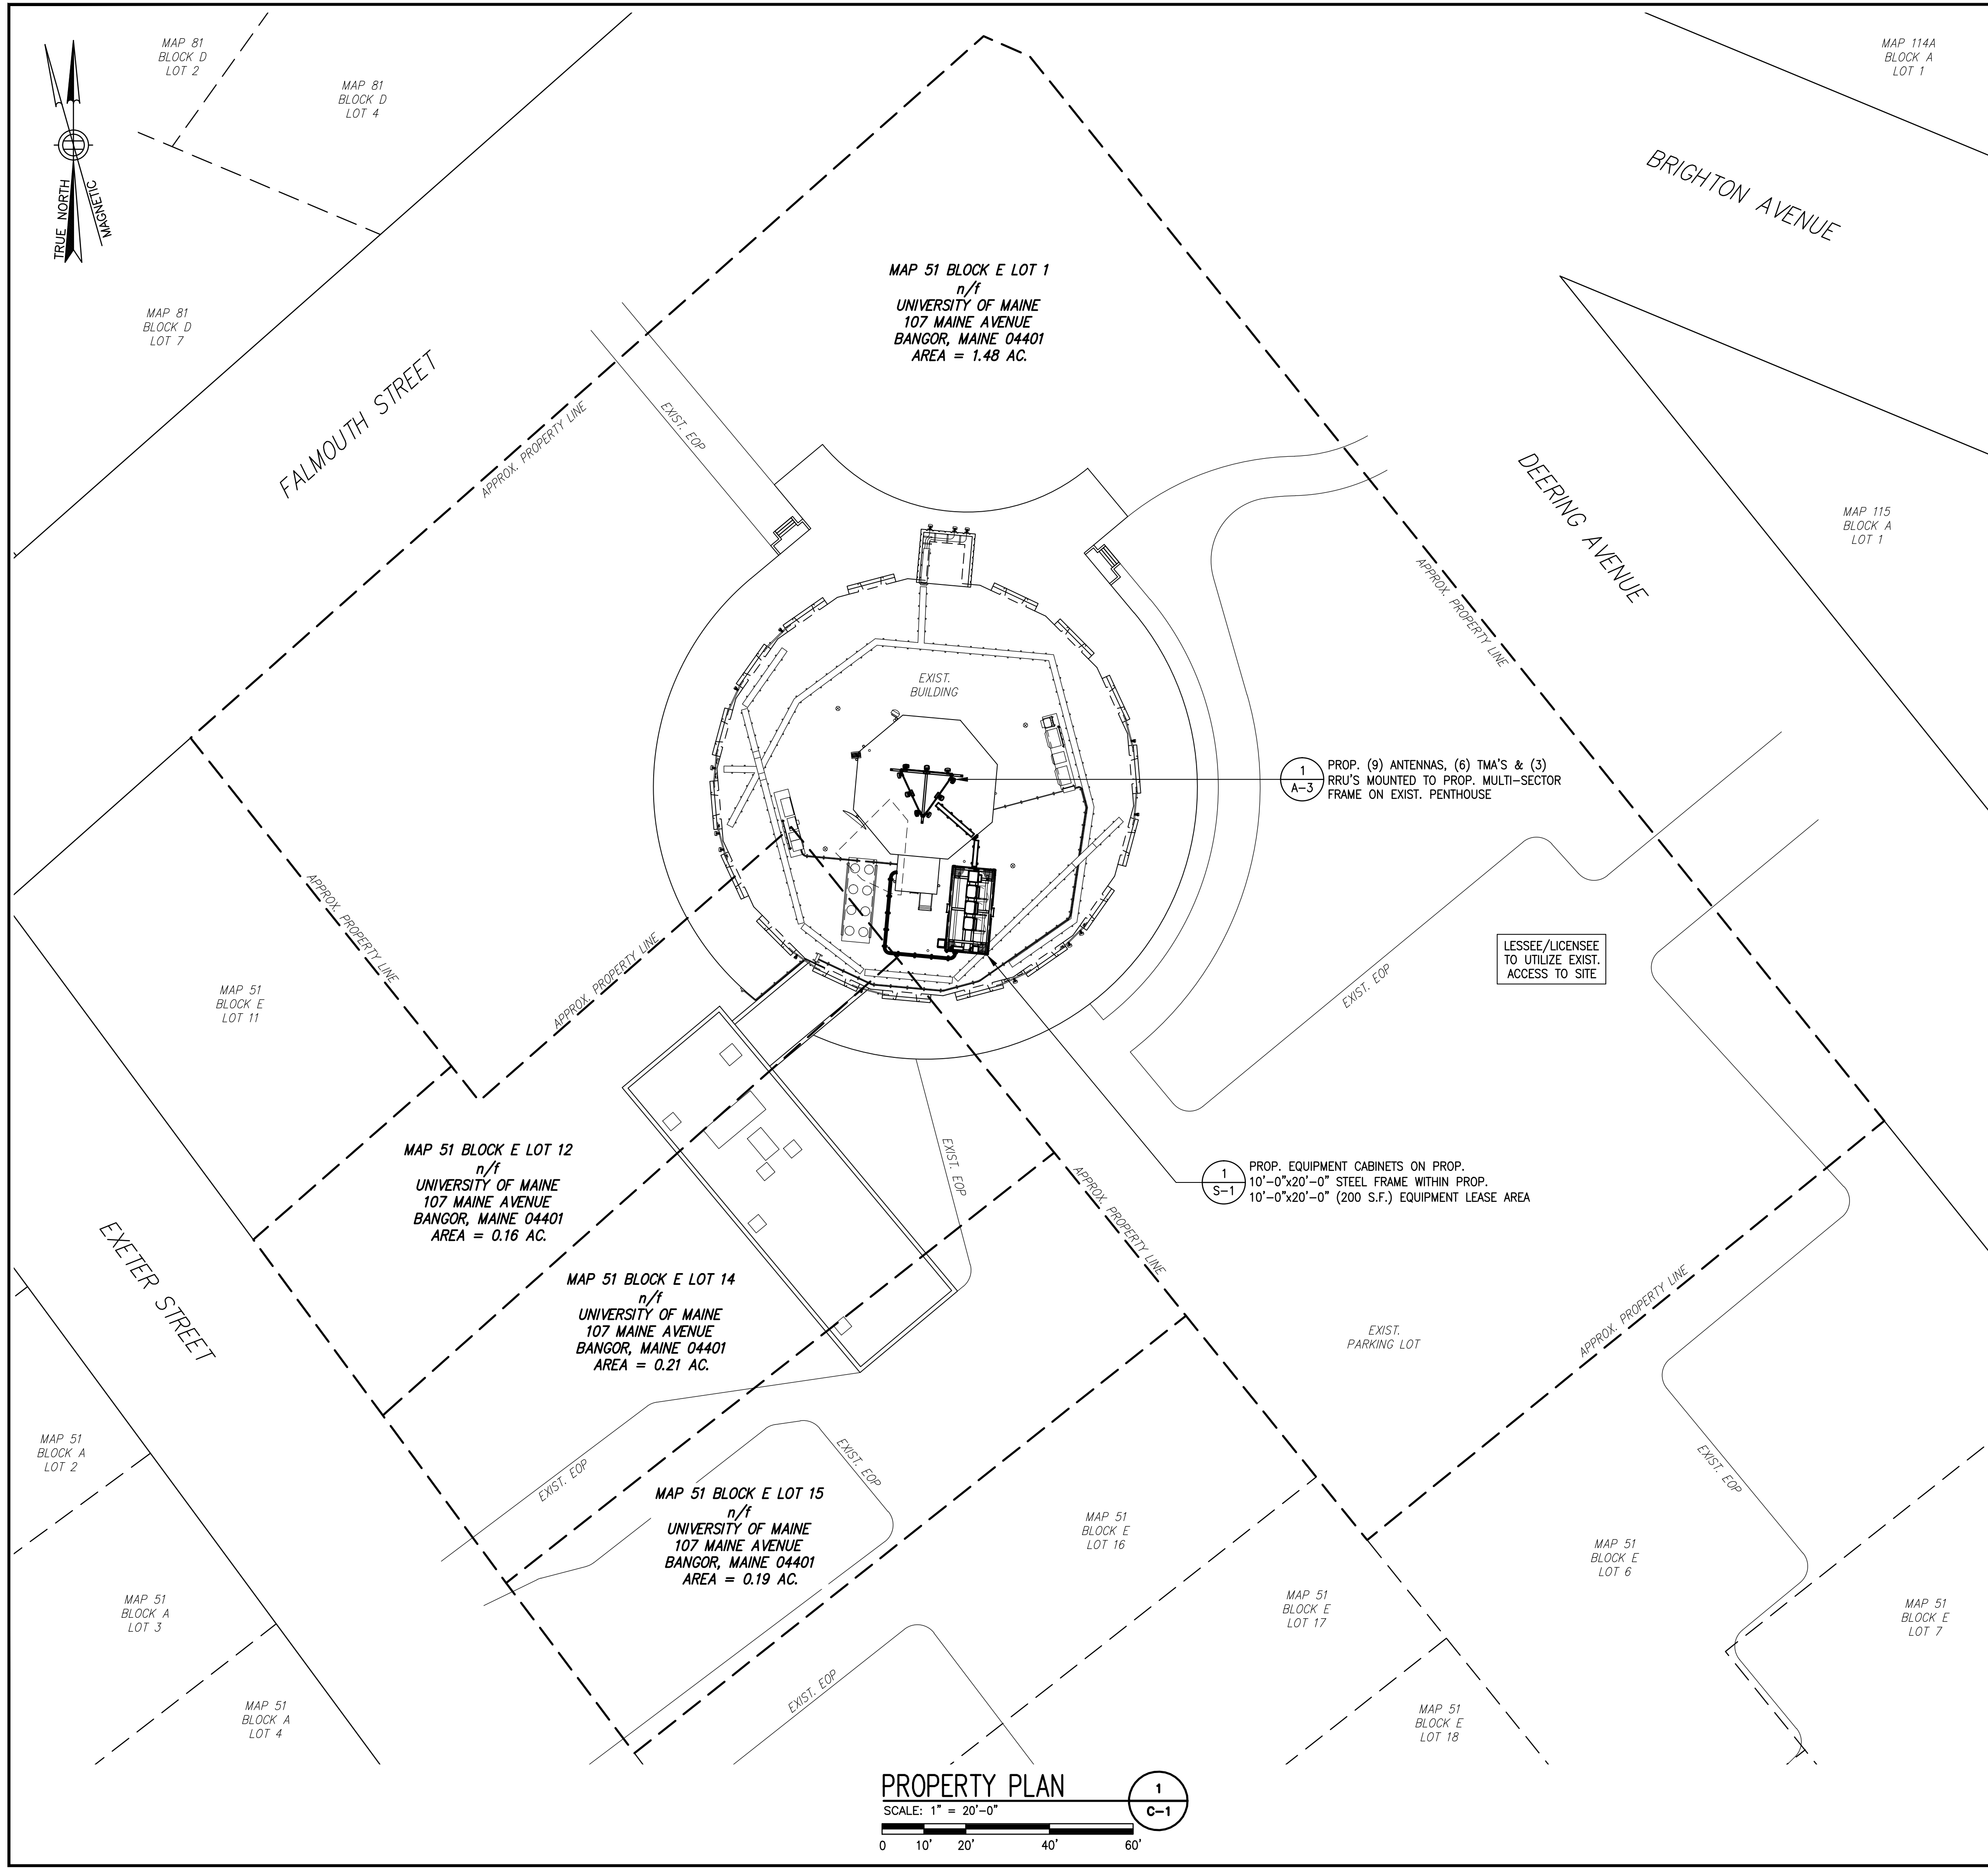 MAP 81
BLOCK D
LOT 2
MAP 81
BLOCK D
LOT 4
MAP 114A
BLOCK A
LOT 1
TRUE NORTH
MAGNETIC
BRIGHTON AVENUE
MAP 51 BLOCK E LOT 1
n/f
UNIVERSITY OF MAINE
107 MAINE AVENUE
BANGOR, MAINE 04401
AREA = 1.48 AC.
MAP 81
BLOCK D
LOT 7
FALMOUTH STREET
APPROX. PROPERTY LINE
EXIST. EOP
DEERING AVENUE
MAP 115
BLOCK A
LOT 1
APPROX. PROPERTY LINE
EXIST.
BUILDING
1
A-3
PROP. (9) ANTENNAS, (6) TMA'S & (3)
RRU'S MOUNTED TO PROP. MULTI-SECTOR
FRAME ON EXIST. PENTHOUSE
APPROX. PROPERTY LINE
APPROX. PROPERTY LINE
EXIST. EOP
LESSEE/LICENSEE
TO UTILIZE EXIST.
ACCESS TO SITE
MAP 51
BLOCK E
LOT 11
MAP 51 BLOCK E LOT 12
n/f
UNIVERSITY OF MAINE
107 MAINE AVENUE
BANGOR, MAINE 04401
AREA = 0.16 AC.
EXIST. EOP
APPROX. PROPERTY LINE
1
S-1
PROP. EQUIPMENT CABINETS ON PROP.
10'-0"x20'-0" STEEL FRAME WITHIN PROP.
10'-0"x20'-0" (200 S.F.) EQUIPMENT LEASE AREA
EXETER STREET
MAP 51 BLOCK E LOT 14
n/f
UNIVERSITY OF MAINE
107 MAINE AVENUE
BANGOR, MAINE 04401
AREA = 0.21 AC.
EXIST.
PARKING LOT
APPROX. PROPERTY LINE
MAP 51
BLOCK A
LOT 2
EXIST. EOP
EXIST. EOP
EXIST. EOP
MAP 51 BLOCK E LOT 15
n/f
UNIVERSITY OF MAINE
107 MAINE AVENUE
BANGOR, MAINE 04401
AREA = 0.19 AC.
MAP 51
BLOCK E
LOT 16
MAP 51
BLOCK E
LOT 6
MAP 51
BLOCK A
LOT 3
MAP 51
BLOCK E
LOT 17
MAP 51
BLOCK E
LOT 7
EXIST. EOP
MAP 51
BLOCK A
LOT 4
MAP 51
BLOCK E
LOT 18
PROPERTY PLAN
SCALE: 1" = 20'-0"
1
C-1
0 10' 20' 40' 60'